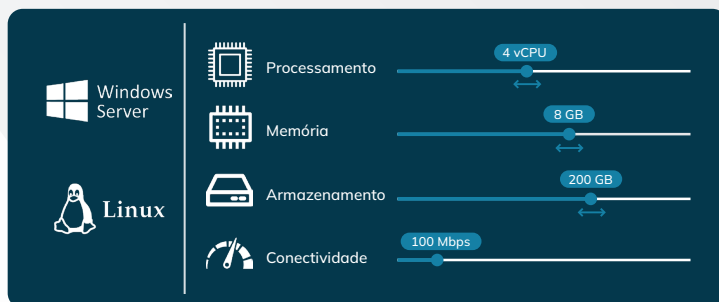 Windows
Server
Linux
Processamento
4 vCPU
Memória
8 GB
Armazenamento
200 GB
Conectividade
100 Mbps